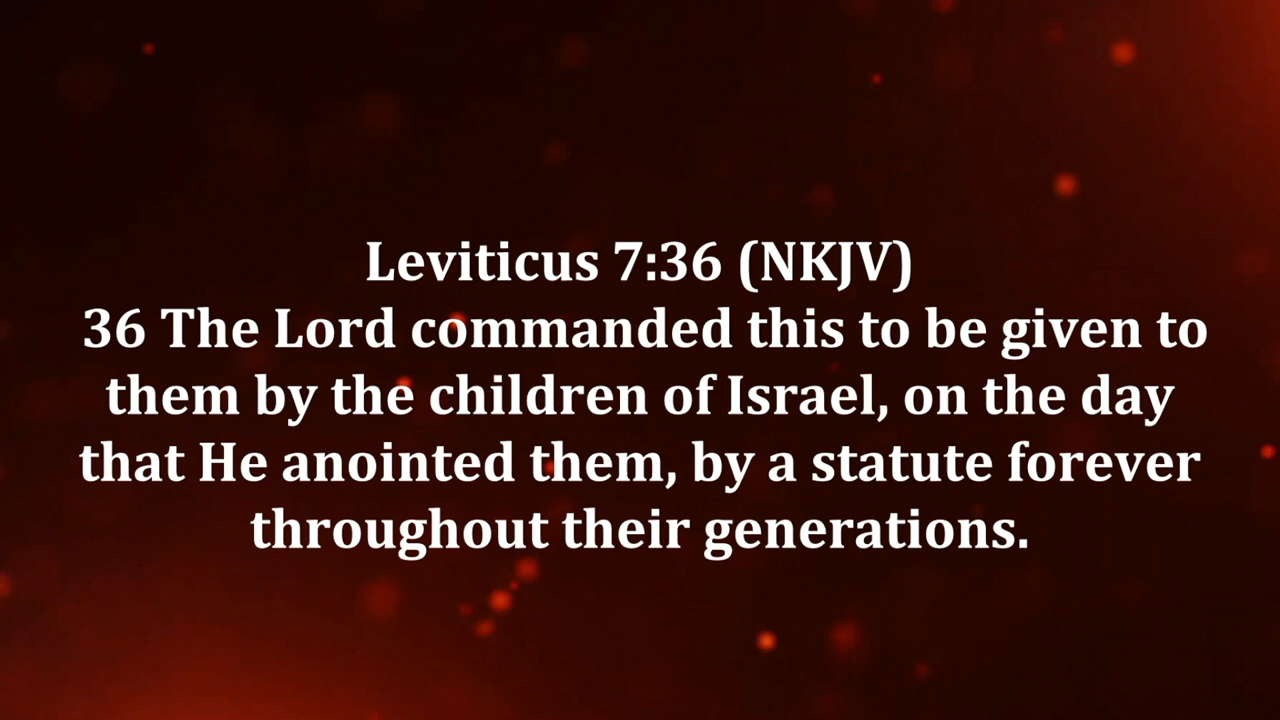 Leviticus 7:36 (NKJV)
36 The Lord commanded this to be given to
them by the children of Israel, on the day
that He anointed them, by a statute forever
throughout their generations.